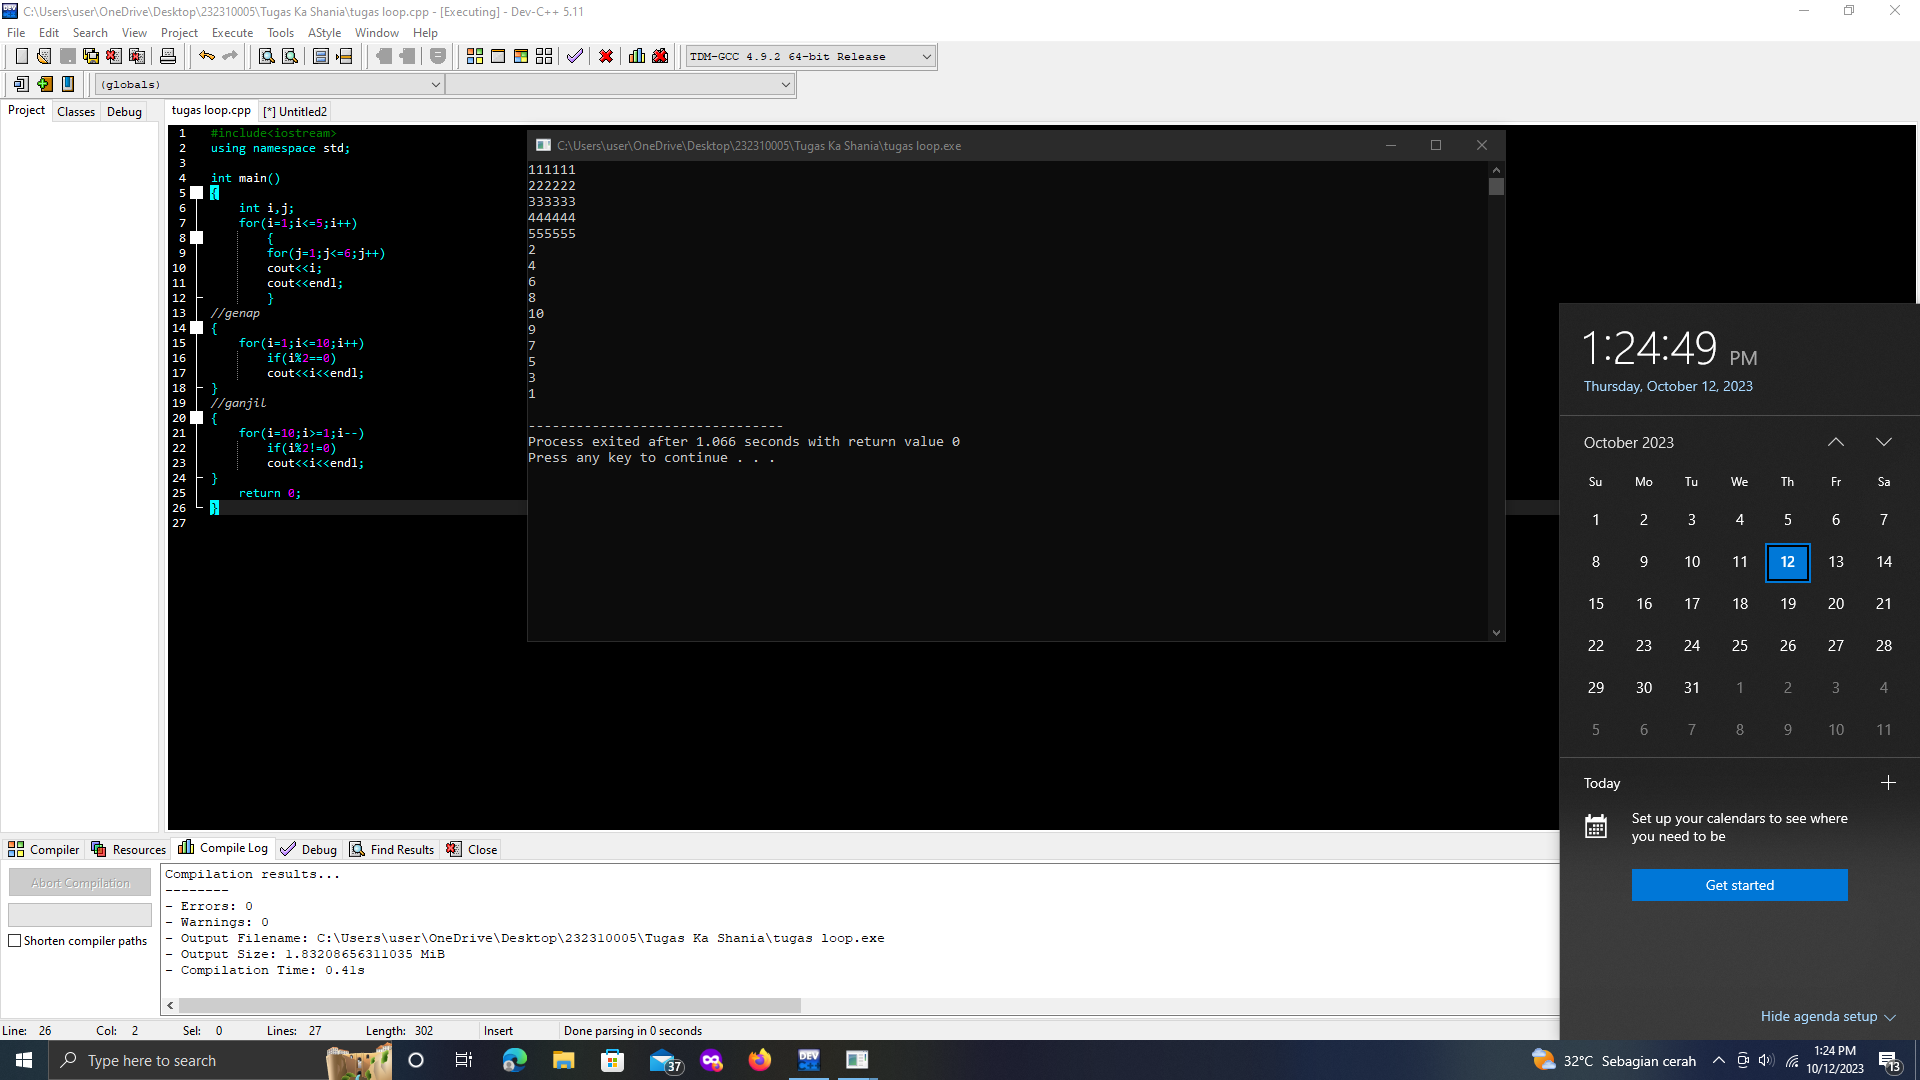 C:\Users\user\OneDrive\Desktop\232310005\Tugas Ka Shania\tugas loop.cpp - [Executing] - Dev-C++ 5.11
File Edit Search View Project Execute Tools AStyle Window Help
TDM-GCC 4.9.2 64-bit Release
(globals)
Project Classes Debug
tugas loop.cpp [*] Untitled2
1 #include<iostream>
2 using namespace std;
3
4 int main()
5 {
6 int i,j;
7 for(i=1;i<=5;i++)
8 {
9 for(j=1;j<=6;j++)
10 cout<<i;
11 cout<<endl;
12 }
13 //genap
14 {
15 for(i=1;i<=10;i++)
16 if(i%2==0)
17 cout<<i<<endl;
18 }
19 //ganjil
20 {
21 for(i=10;i>=1;i--)
22 if(i%2!=0)
23 cout<<i<<endl;
24 }
25 return 0;
26 }
27
C:\Users\user\OneDrive\Desktop\232310005\Tugas Ka Shania\tugas loop.exe
111111
222222
333333
444444
555555
2
4
6
8
10
9
7
5
3
1
--------------------------------
Process exited after 1.066 seconds with return value 0
Press any key to continue . . .
1:24:49 PM
Thursday, October 12, 2023
October 2023
Su Mo Tu We Th Fr Sa
1 2 3 4 5 6 7
8 9 10 11 12 13 14
15 16 17 18 19 20 21
22 23 24 25 26 27 28
29 30 31 1 2 3 4
5 6 7 8 9 10 11
Today
Set up your calendars to see where
you need to be
Get started
Hide agenda setup
Compiler Resources Compile Log Debug Find Results Close
Abort Compilation
Shorten compiler paths
Compilation results...
--------
- Errors: 0
- Warnings: 0
- Output Filename: C:\Users\user\OneDrive\Desktop\232310005\Tugas Ka Shania\tugas loop.exe
- Output Size: 1.83208656311035 MiB
- Compilation Time: 0.41s
Line: 26 Col: 2 Sel: 0 Lines: 27 Length: 302 Insert Done parsing in 0 seconds
Type here to search
37
DEV C++
32°C Sebagian cerah
1:24 PM
10/12/2023
13